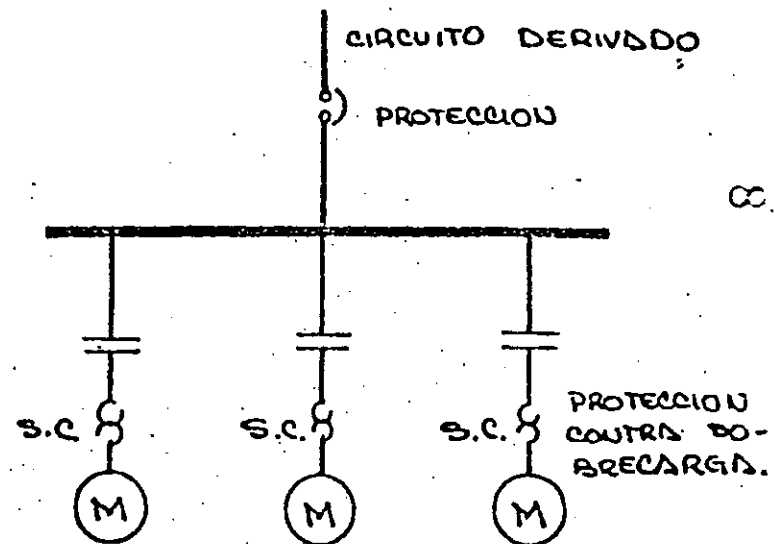 CIRCUITO DERIVADO
PROTECCION
S.C
S.C.
S.C.
PROTECCION
CONTRA SO-
BRECARGA.
M
M
M